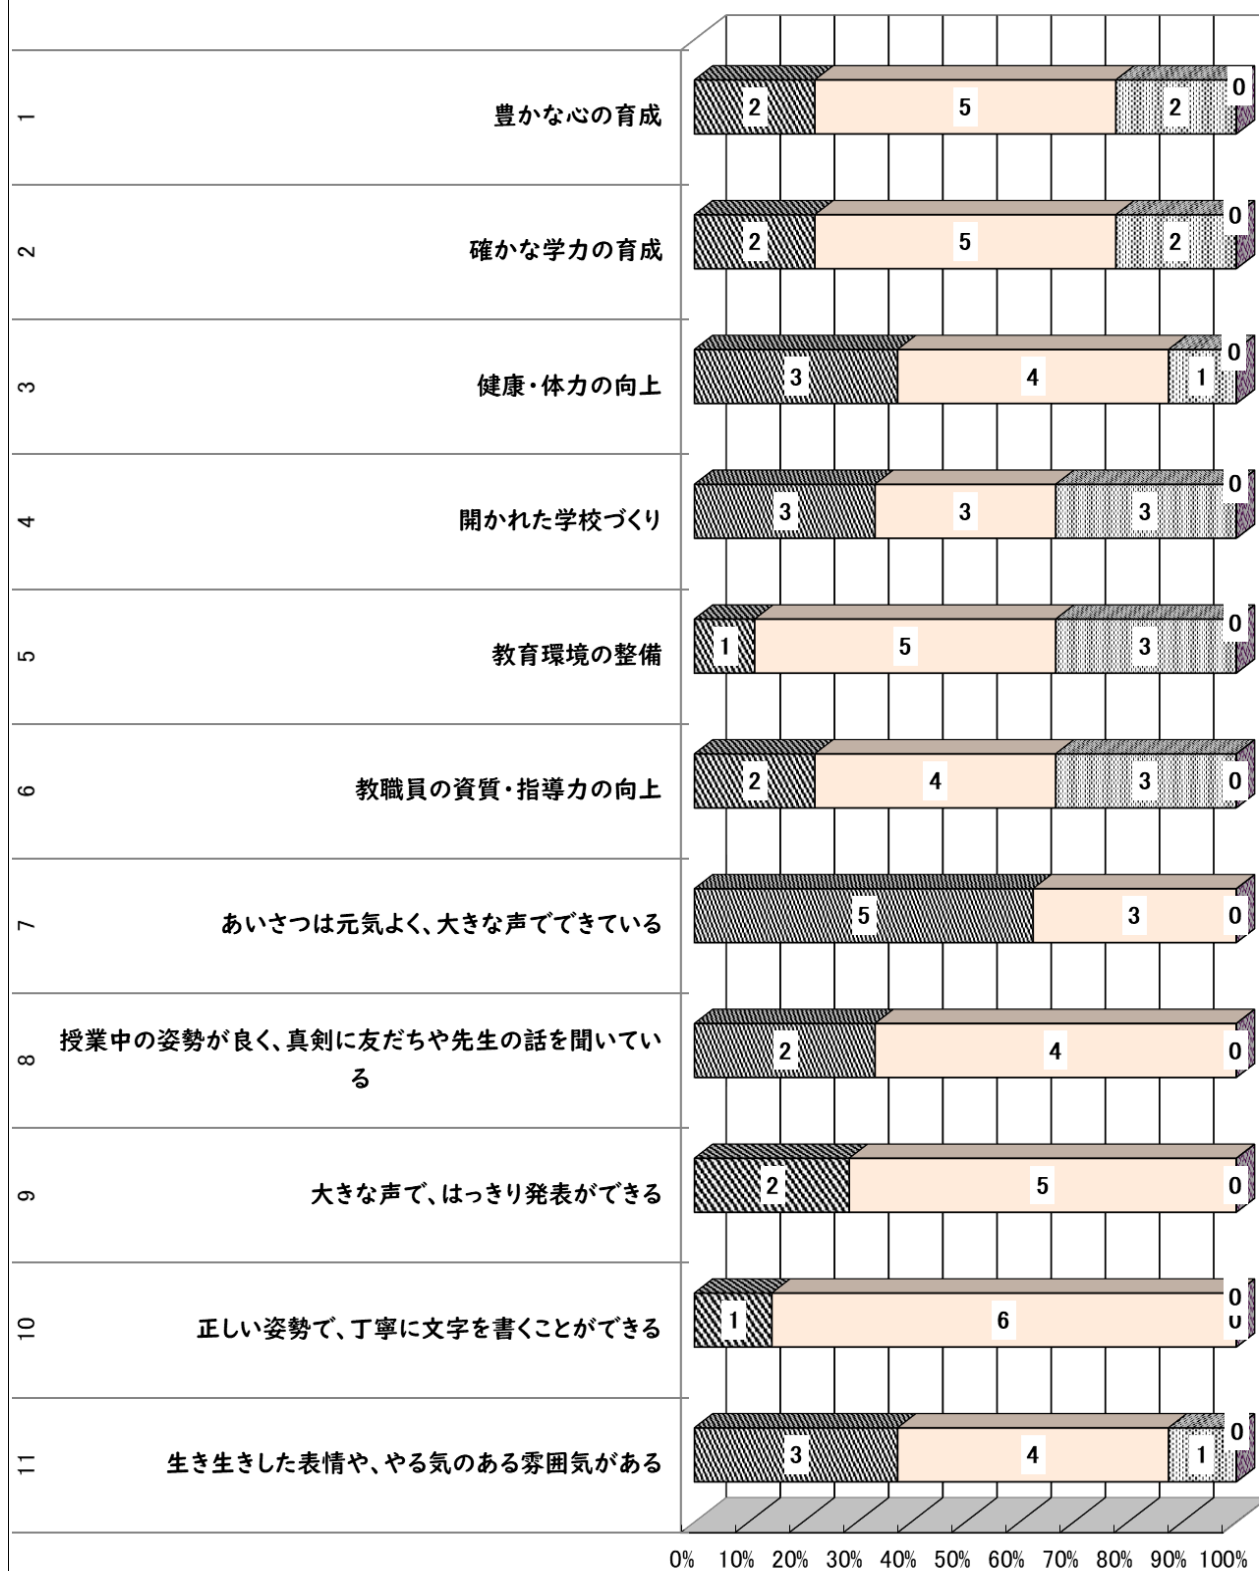 1 豊かな心の育成 2 5 2 0
2 確かな学力の育成 2 5 2 0
3 健康・体力の向上 3 4 1 0
4 開かれた学校づくり 3 3 3 0
5 教育環境の整備 1 5 3 0
6 教職員の資質・指導力の向上 2 4 3 0
7 あいさつは元気よく、大きな声でできている 5 3 0
8 授業中の姿勢が良く、真剣に友だちや先生の話を聞いてい
る 2 4 0
9 大きな声で、はっきり発表ができる 2 5 0
10 正しい姿勢で、丁寧に文字を書くことができる 1 6 0 0
11 生き生きした表情や、やる気のある雰囲気がある 3 4 1 0
0% 10% 20% 30% 40% 50% 60% 70% 80% 90% 100%